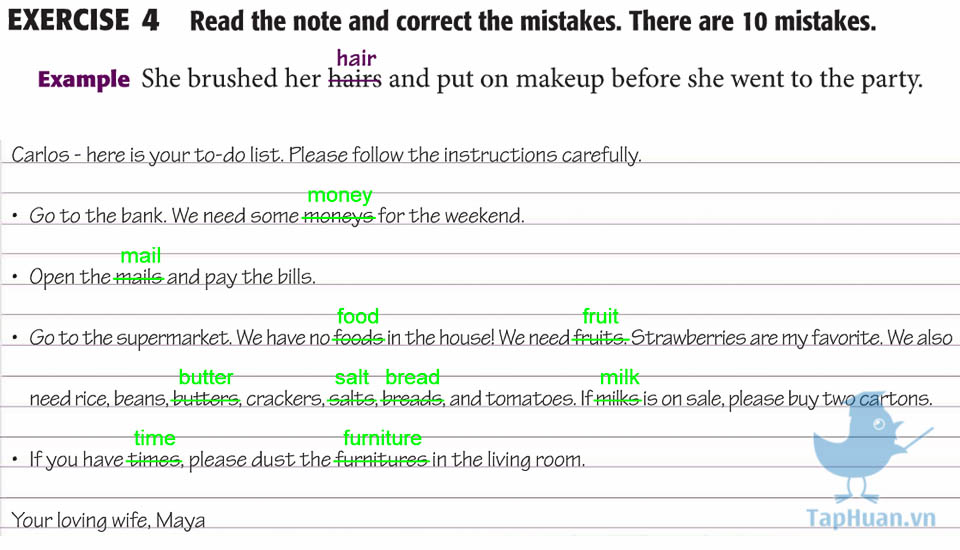 EXERCISE 4 Read the note and correct the mistakes. There are 10 mistakes.
hair
Example She brushed her hairs and put on makeup before she went to the party.
Carlos - here is your to-do list. Please follow the instructions carefully.
money
• Go to the bank. We need some moneys for the weekend.
mail
• Open the mails and pay the bills.
food fruit
• Go to the supermarket. We have no foods in the house! We need fruits. Strawberries are my favorite. We also
butter salt bread milk
need rice, beans, butters, crackers, salts, breads, and tomatoes. If milks is on sale, please buy two cartons.
time furniture
• If you have times, please dust the furnitures in the living room.
Your loving wife, Maya
TapHuan.vn